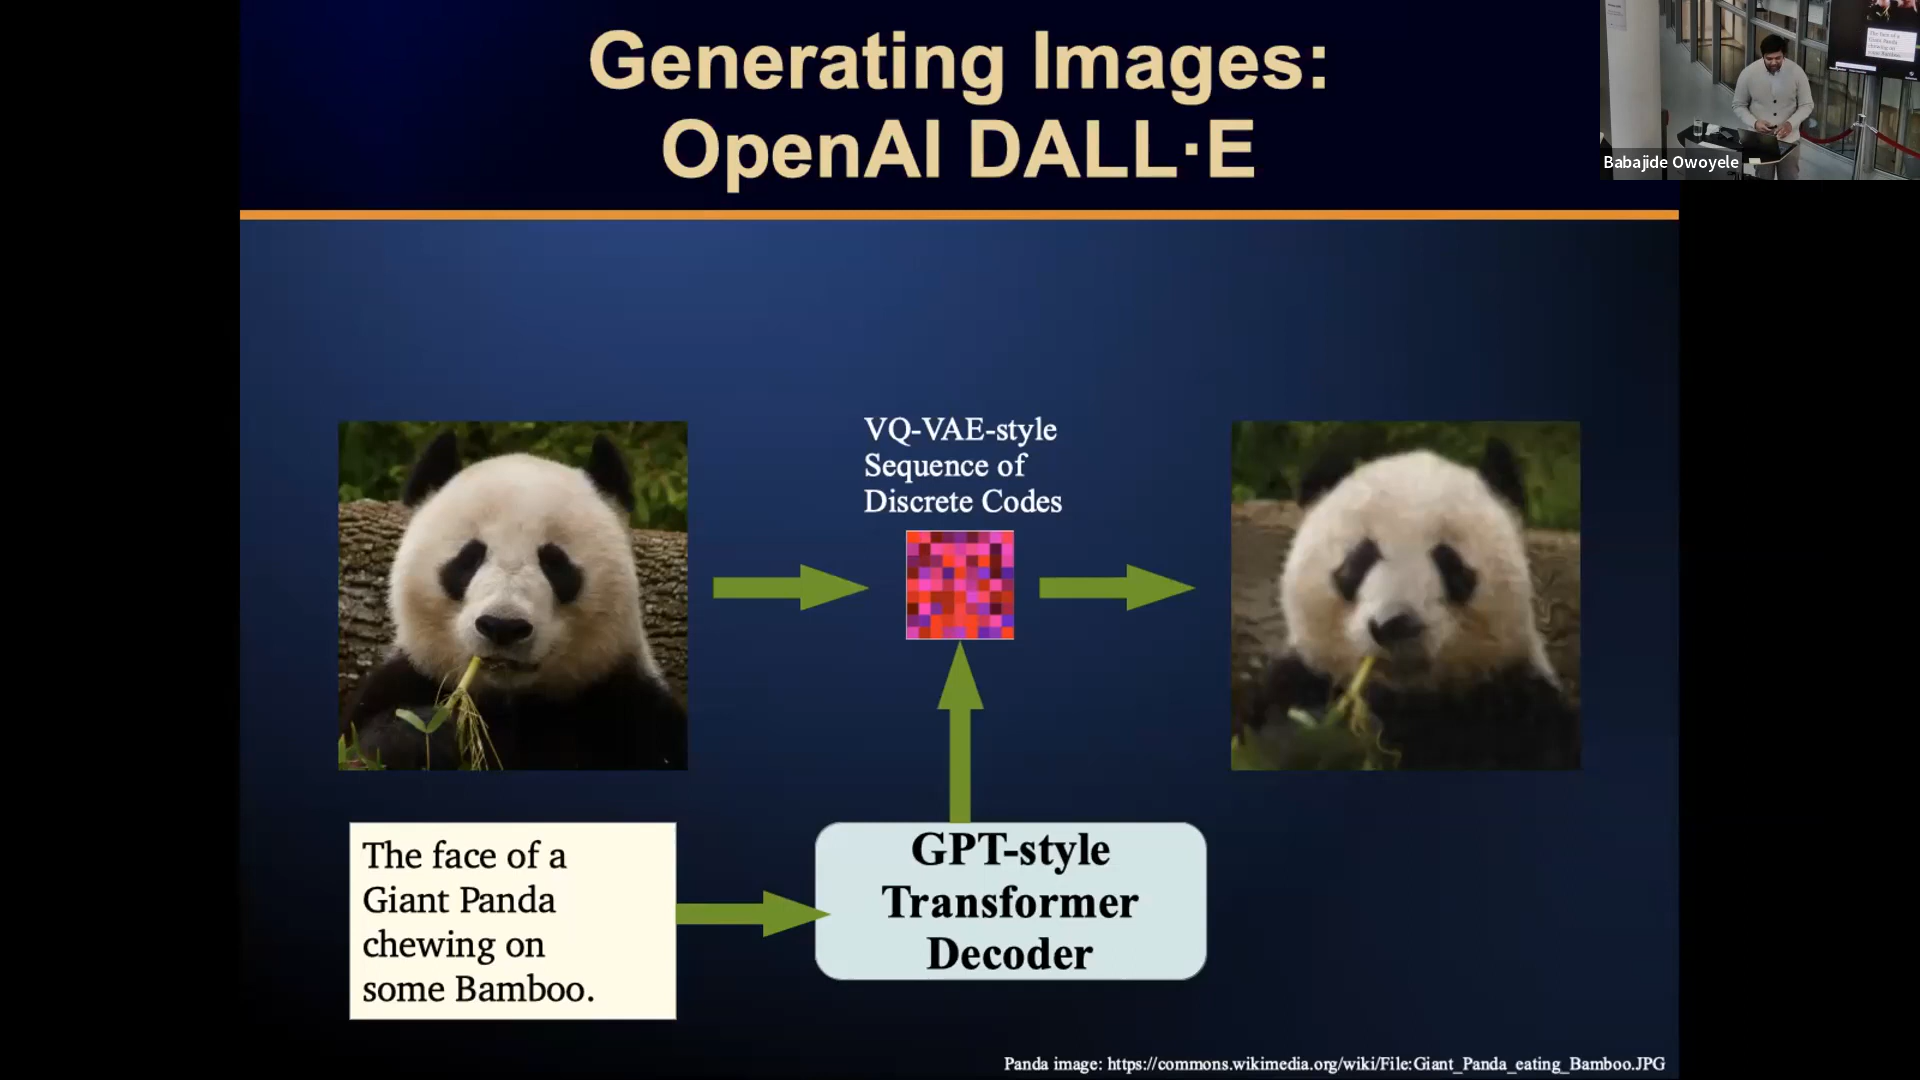 Generating Images:
OpenAI DALL·E
Babajide Owoyele
VQ-VAE-style
Sequence of
Discrete Codes
The face of a
Giant Panda
chewing on
some Bamboo.
GPT-style
Transformer
Decoder
Panda image: https://commons.wikimedia.org/wiki/File:Giant_Panda_eating_Bamboo.JPG